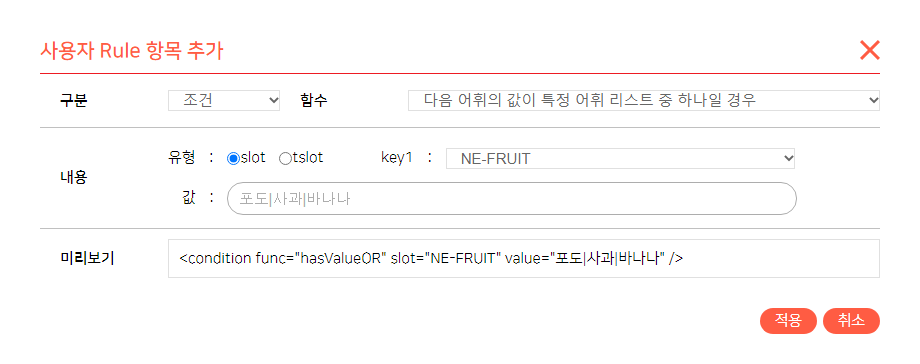 사용자 Rule 항목 추가
구분 조건 함수 다음 어휘의 값이 특정 어휘 리스트 중 하나일 경우
유형 : slot tslot key1 : NE-FRUIT
내용
값 : 포도|사과|바나나
미리보기 <condition func="hasValueOR" slot="NE-FRUIT" value="포도|사과|바나나" />
적용 취소